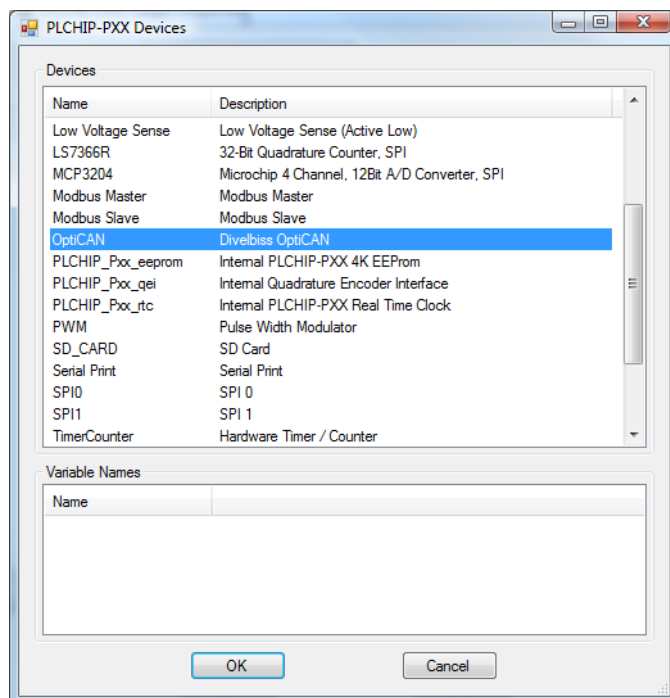 PLCHIP-PXX Devices
Devices
Name Description
Low Voltage Sense Low Voltage Sense (Active Low)
LS7366R 32-Bit Quadrature Counter, SPI
MCP3204 Microchip 4 Channel, 12Bit A/D Converter, SPI
Modbus Master Modbus Master
Modbus Slave Modbus Slave
OptiCAN Divelbiss OptiCAN
PLCHIP_Pxx_eeprom Internal PLCHIP-PXX 4K EEProm
PLCHIP_Pxx_qei Internal Quadrature Encoder Interface
PLCHIP_Pxx_rtc Internal PLCHIP-PXX Real Time Clock
PWM Pulse Width Modulator
SD_CARD SD Card
Serial Print Serial Print
SPI0 SPI 0
SPI1 SPI 1
TimerCounter Hardware Timer / Counter
Variable Names
Name
OK Cancel